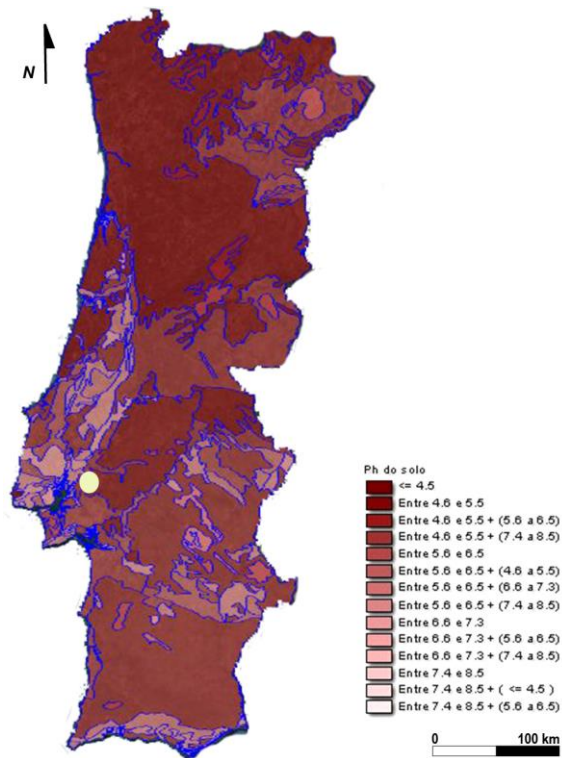 N
Ph do solo
<= 4.5
Entre 4.6 e 5.5
Entre 4.6 e 5.5 + (5.6 a 6.5)
Entre 4.6 e 5.5 + (7.4 a 8.5)
Entre 5.6 e 6.5
Entre 5.6 e 6.5 + (4.6 a 5.5)
Entre 5.6 e 6.5 + (6.6 a 7.3)
Entre 5.6 e 6.5 + (7.4 a 8.5)
Entre 6.6 e 7.3
Entre 6.6 e 7.3 + (5.6 a 6.5)
Entre 6.6 e 7.3 + (7.4 a 8.5)
Entre 7.4 e 8.5
Entre 7.4 e 8.5 + ( <= 4.5 )
Entre 7.4 e 8.5 + (5.6 a 6.5)
0 100 km